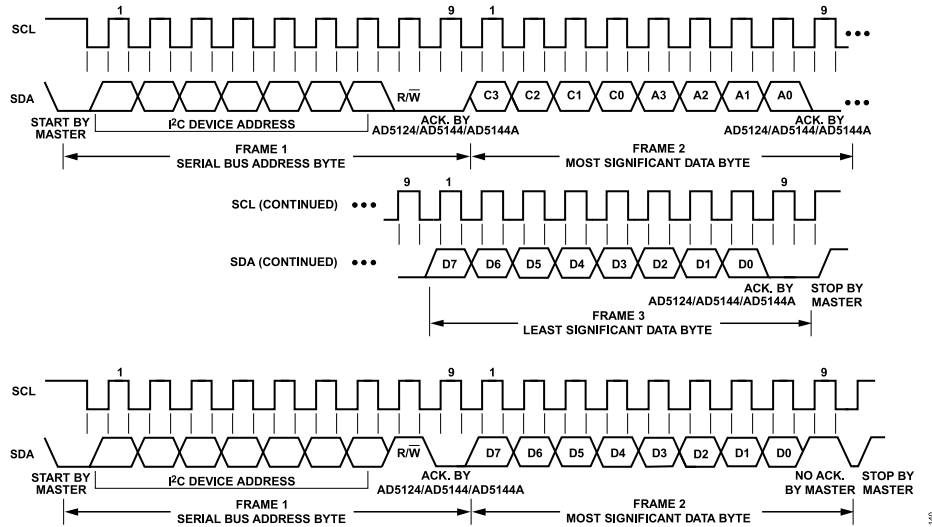 1 9 1 9
SCL
SDA R/W C3 C2 C1 C0 A3 A2 A1 A0
START BY MASTER
I2C DEVICE ADDRESS
ACK. BY AD5124/AD5144/AD5144A
ACK. BY AD5124/AD5144/AD5144A
FRAME 1
SERIAL BUS ADDRESS BYTE
FRAME 2
MOST SIGNIFICANT DATA BYTE
9 1 9
SCL (CONTINUED)
SDA (CONTINUED) D7 D6 D5 D4 D3 D2 D1 D0
ACK. BY AD5124/AD5144/AD5144A
STOP BY MASTER
FRAME 3
LEAST SIGNIFICANT DATA BYTE
1 9 1 9
SCL
SDA R/W D7 D6 D5 D4 D3 D2 D1 D0
START BY MASTER
I2C DEVICE ADDRESS
ACK. BY AD5124/AD5144/AD5144A
NO ACK. BY MASTER
STOP BY MASTER
FRAME 1
SERIAL BUS ADDRESS BYTE
FRAME 2
MOST SIGNIFICANT DATA BYTE